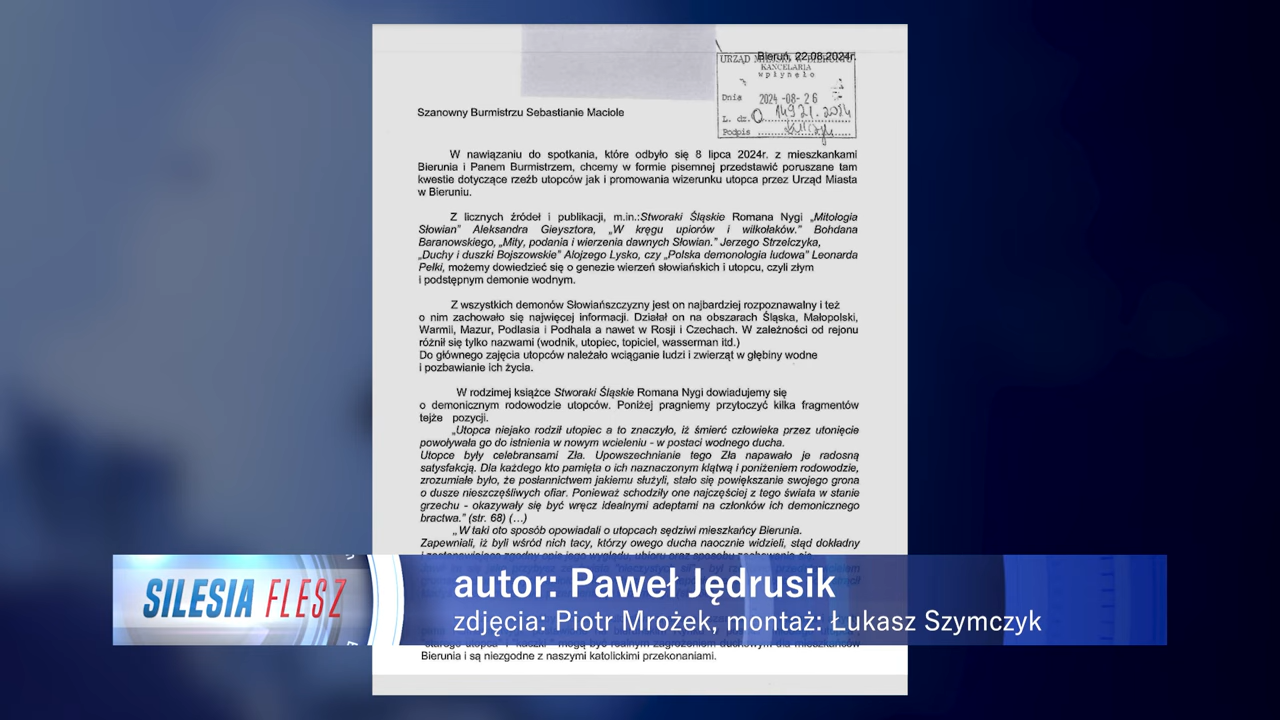 Bieruń, 22.08.2024r.
URZĄD MIEJSKI W BIERUNIU
KANCELARIA
wpłynęło
Dnia 2024 -08- 26
L. dz.
Podpis
Szanowny Burmistrzu Sebastianie Maciole
W nawiązaniu do spotkania, które odbyło się 8 lipca 2024r. z mieszkankami
Bierunia i Panem Burmistrzem, chcemy w formie pisemnej przedstawić poruszane tam
kwestie dotyczące rzeźb utopców jak i promowania wizerunku utopca przez Urząd Miasta
w Bieruniu.
Z licznych źródeł i publikacji, m.in.:Stworaki Śląskie Romana Nygi „Mitologia
Słowian” Aleksandra Gieysztora, „W kręgu upiorów i wilkołaków.” Bohdana
Baranowskiego, „Mity, podania i wierzenia dawnych Słowian.” Jerzego Strzelczyka,
„Duchy i duszki Bojszowskie” Alojzego Lysko, czy „Polska demonologia ludowa” Leonarda
Pełki, możemy dowiedzieć się o genezie wierzeń słowiańskich i utopcu, czyli złym
i podstępnym demonie wodnym.
Z wszystkich demonów Słowiańszczyzny jest on najbardziej rozpoznawalny i też
o nim zachowało się najwięcej informacji. Działał on na obszarach Śląska, Małopolski,
Warmii, Mazur, Podlasia i Podhala a nawet w Rosji i Czechach. W zależności od rejonu
różnił się tylko nazwami (wodnik, utopiec, topiciel, wasserman itd.)
Do głównego zajęcia utopców należało wciąganie ludzi i zwierząt w głębiny wodne
i pozbawianie ich życia.
W rodzimej książce Stworaki Śląskie Romana Nygi dowiadujemy się
o demonicznym rodowodzie utopców. Poniżej pragniemy przytoczyć kilka fragmentów
tejże pozycji.
„Utopca niejako rodził utopiec a to znaczyło, iż śmierć człowieka przez utonięcie
powoływała go do istnienia w nowym wcieleniu - w postaci wodnego ducha.
Utopce były celebransami Zła. Upowszechnianie tego Zła napawało je radosną
satysfakcją. Dla każdego kto pamięta o ich naznaczonym klątwą i poniżeniem rodowodzie,
zrozumiałe było, że posłannictwem jakiemu służyli, stało się powiększanie swojego grona
o dusze nieszczęśliwych ofiar. Ponieważ schodziły one najczęściej z tego świata w stanie
grzechu - okazywały się być wręcz idealnymi adeptami na członków ich demonicznego
bractwa.” (str. 68) (…)
„W taki oto sposób opowiadali o utopcach sędziwi mieszkańcy Bierunia.
Zapewniali, iż byli wśród nich tacy, którzy owego ducha naocznie widzieli, stąd dokładny
SILESIA FLESZ
autor: Paweł Jędrusik
zdjęcia: Piotr Mrożek, montaż: Łukasz Szymczyk
Bierunia i są niezgodne z naszymi katolickimi przekonaniami.